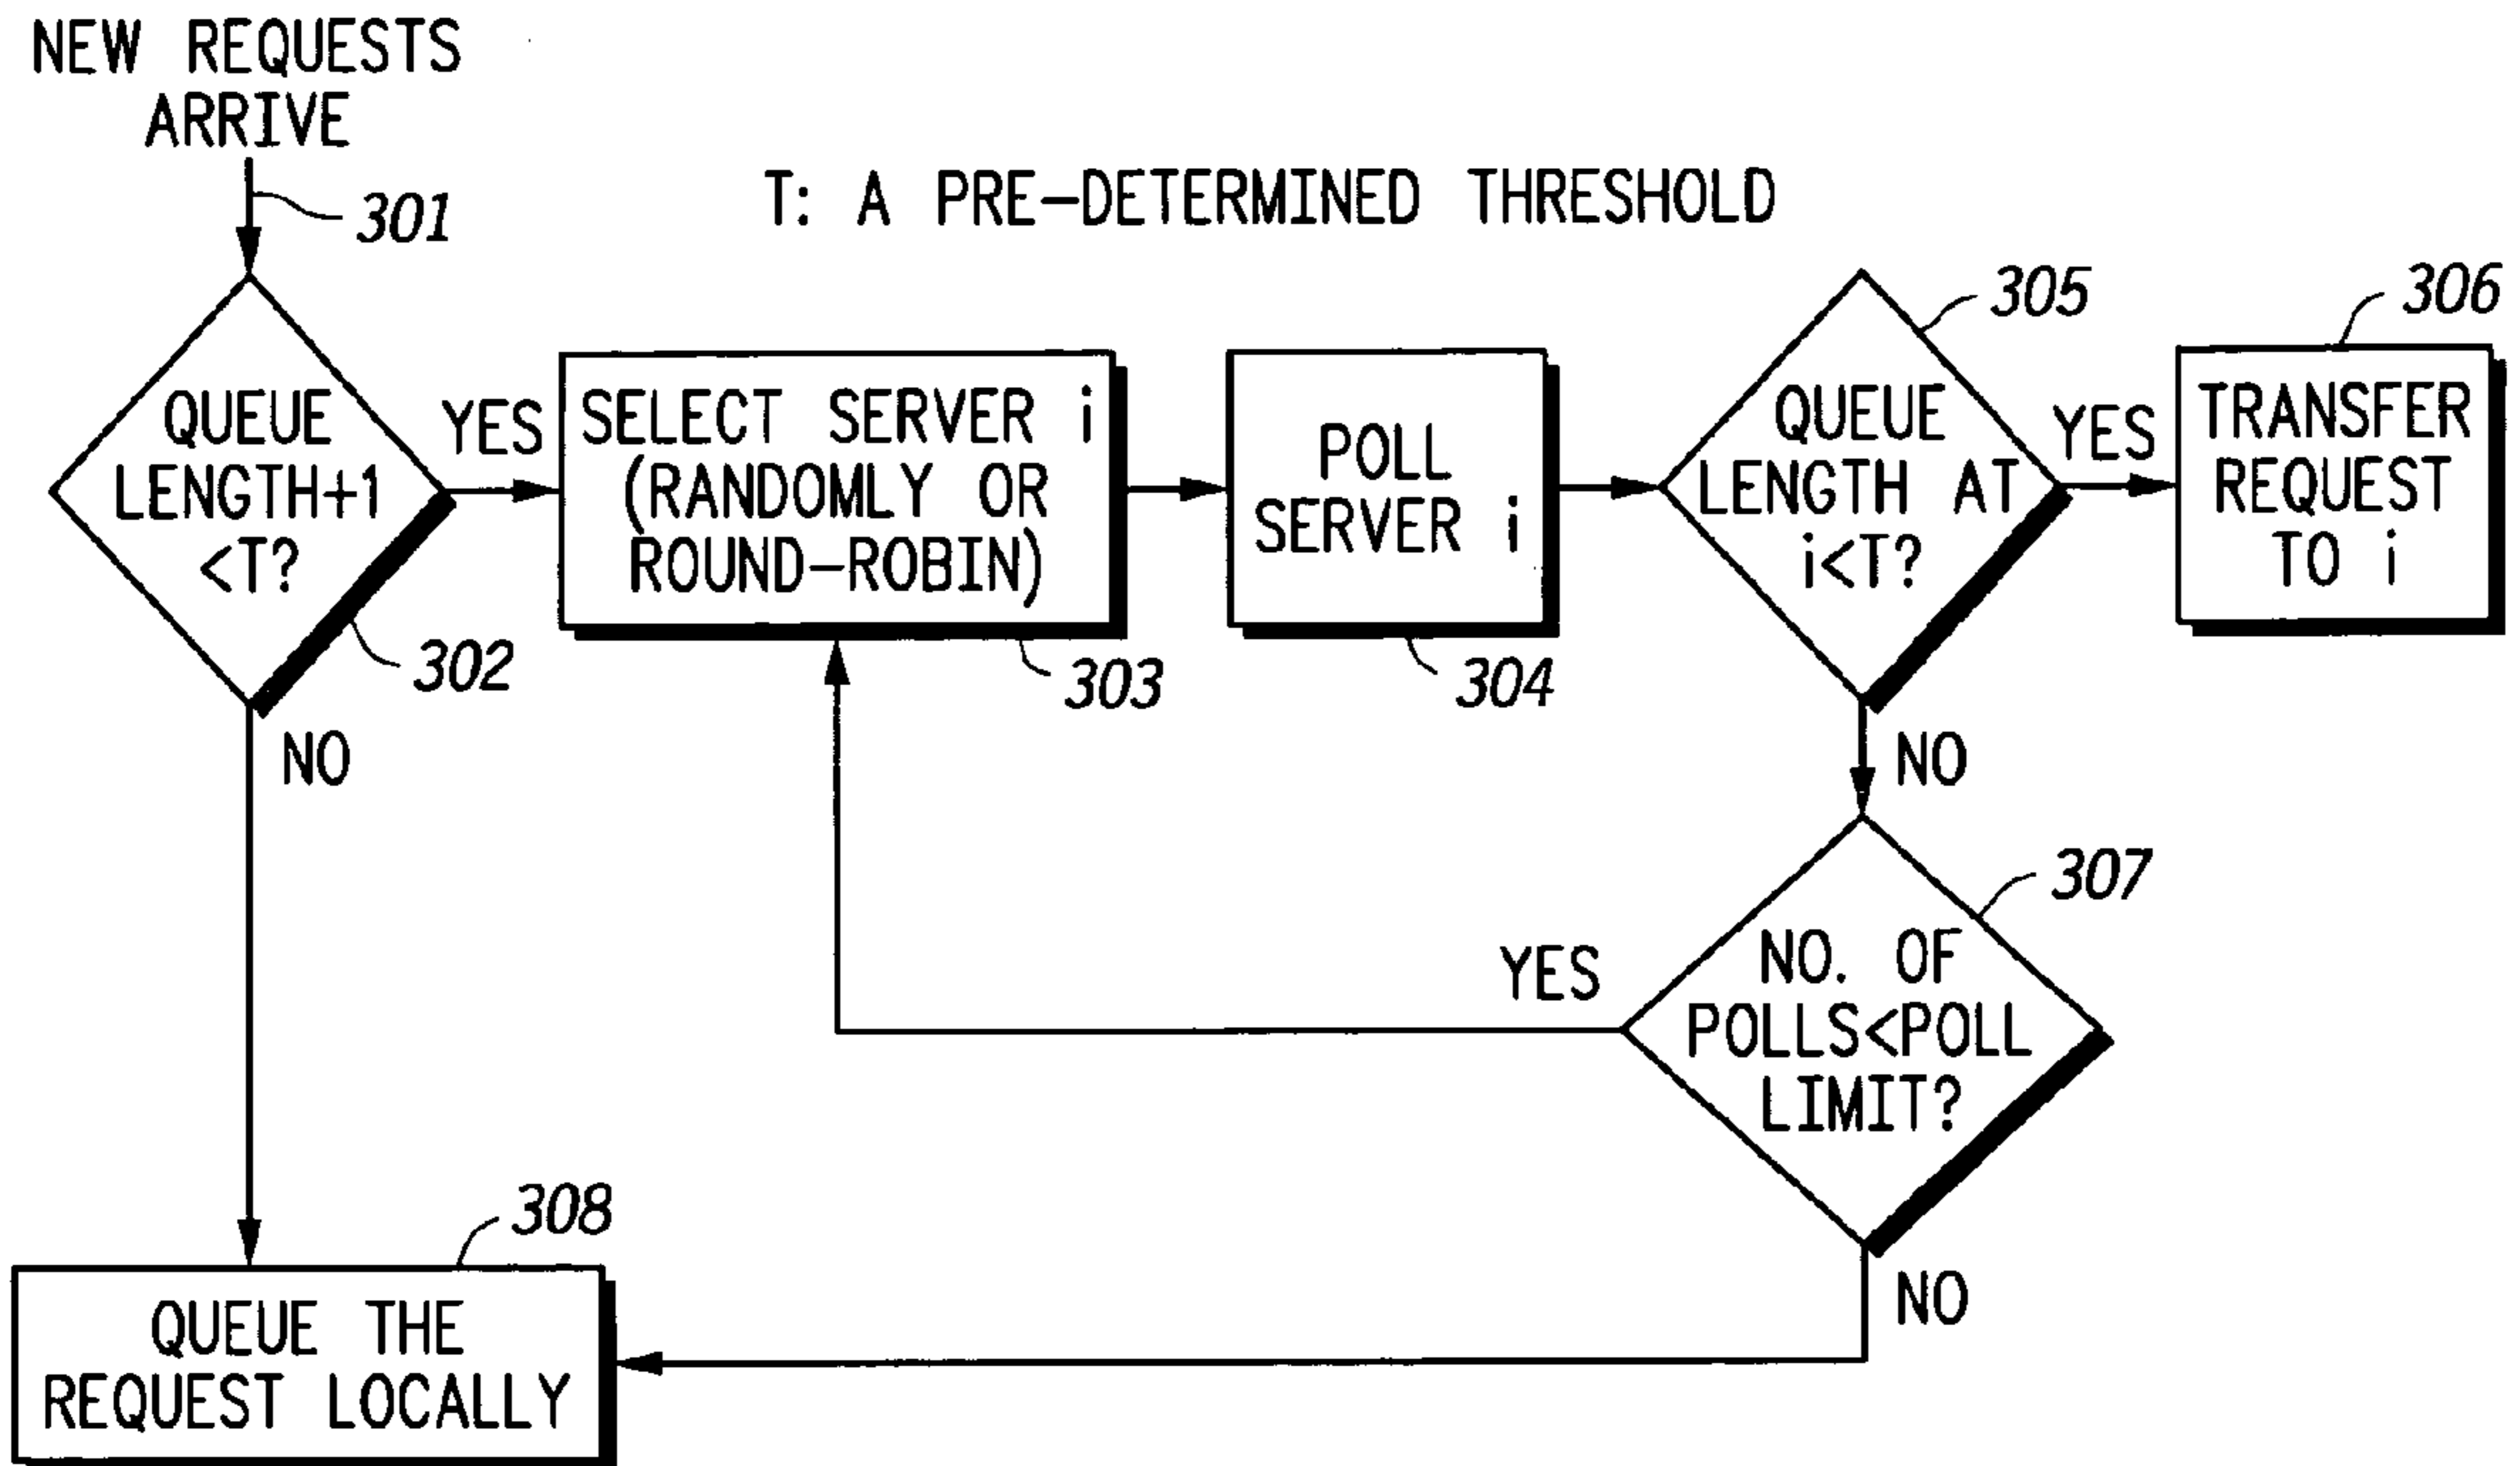 NEW REQUESTS
ARRIVE
301
T: A PRE-DETERMINED THRESHOLD
QUEUE
LENGTH+1
<T?
302
YES
NO
SELECT SERVER i
(RANDOMLY OR
ROUND-ROBIN)
303
POLL
SERVER i
304
QUEUE
LENGTH AT
i<T?
305
YES
NO
TRANSFER
REQUEST
TO i
306
NO. OF
POLLS<POLL
LIMIT?
307
YES
NO
QUEUE THE
REQUEST LOCALLY
308